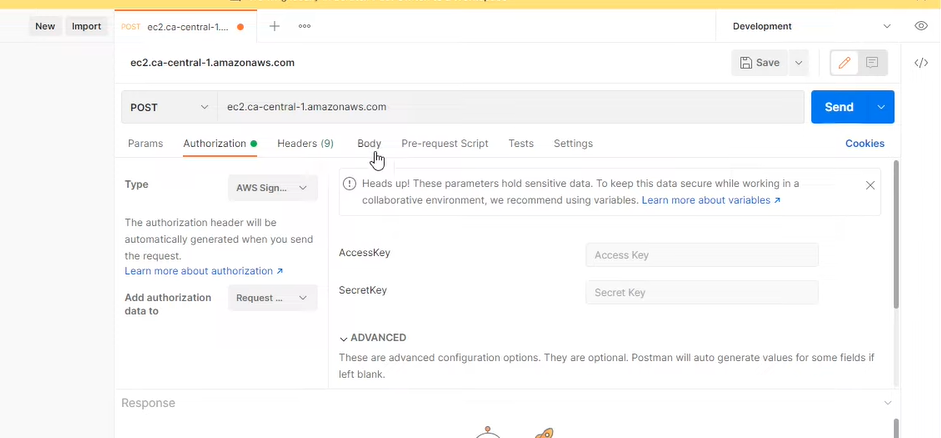 New Import POST ec2.ca-central-1.... Development
ec2.ca-central-1.amazonaws.com Save
POST ec2.ca-central-1.amazonaws.com Send
Params Authorization Headers (9) Body Pre-request Script Tests Settings Cookies
Type AWS Sign...
Heads up! These parameters hold sensitive data. To keep this data secure while working in a
collaborative environment, we recommend using variables. Learn more about variables ↗
The authorization header will be
automatically generated when you send
the request.
Learn more about authorization ↗
Add authorization
data to
Request ...
AccessKey Access Key
SecretKey Secret Key
ADVANCED
These are advanced configuration options. They are optional. Postman will auto generate values for some fields if
left blank.
Response